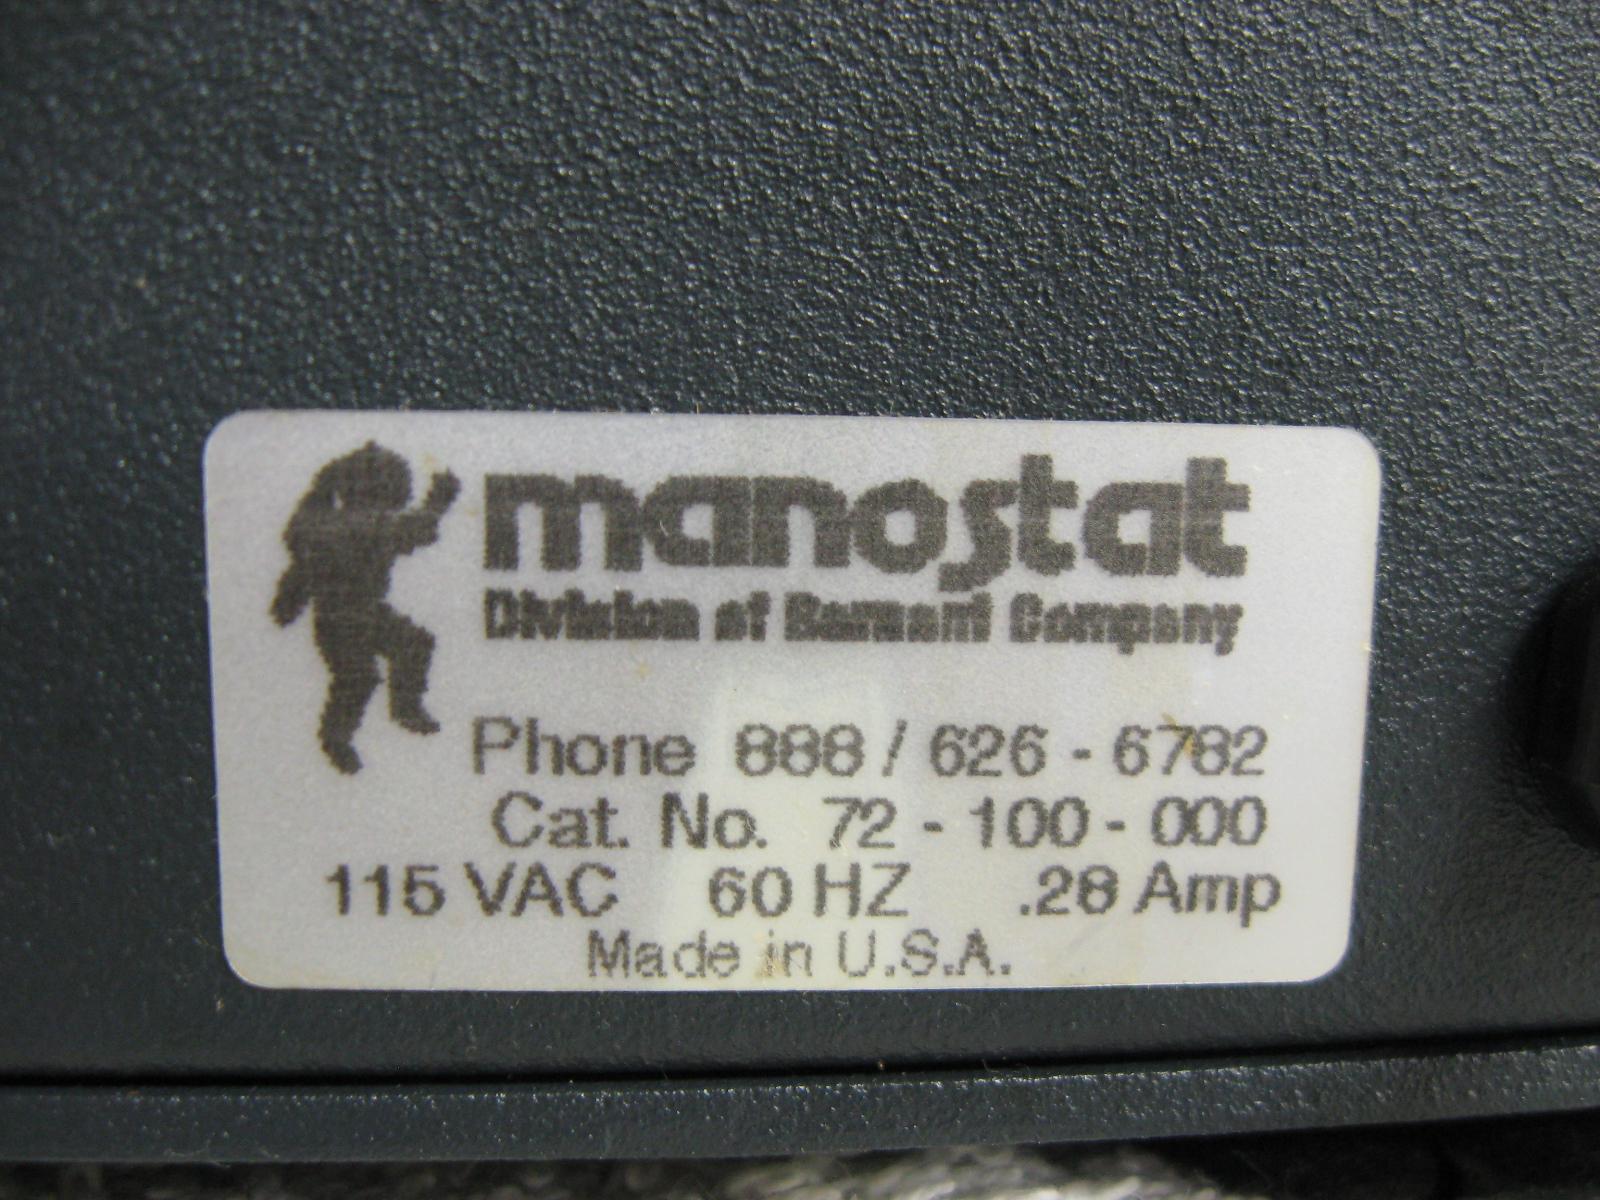 manostat
Division of Barnant Company
Phone 888 / 626 - 6782
Cat. No. 72 - 100 - 000
115 VAC 60 HZ .28 Amp
Made in U.S.A.